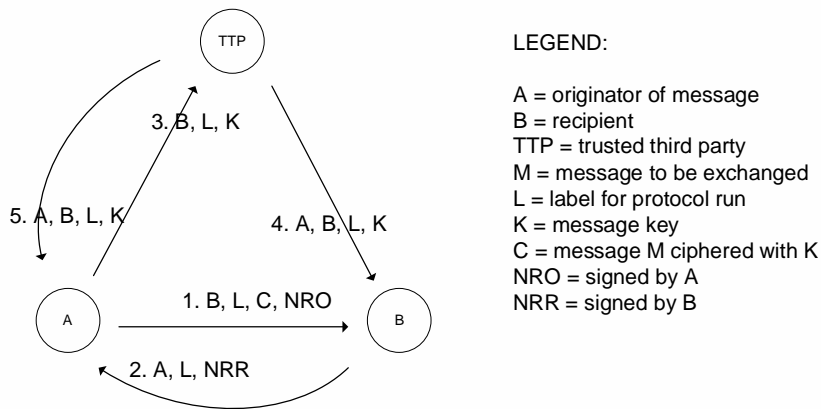 TTP
3. B, L, K
5. A, B, L, K
4. A, B, L, K
1. B, L, C, NRO
A
B
2. A, L, NRR
LEGEND:
A = originator of message
B = recipient
TTP = trusted third party
M = message to be exchanged
L = label for protocol run
K = message key
C = message M ciphered with K
NRO = signed by A
NRR = signed by B